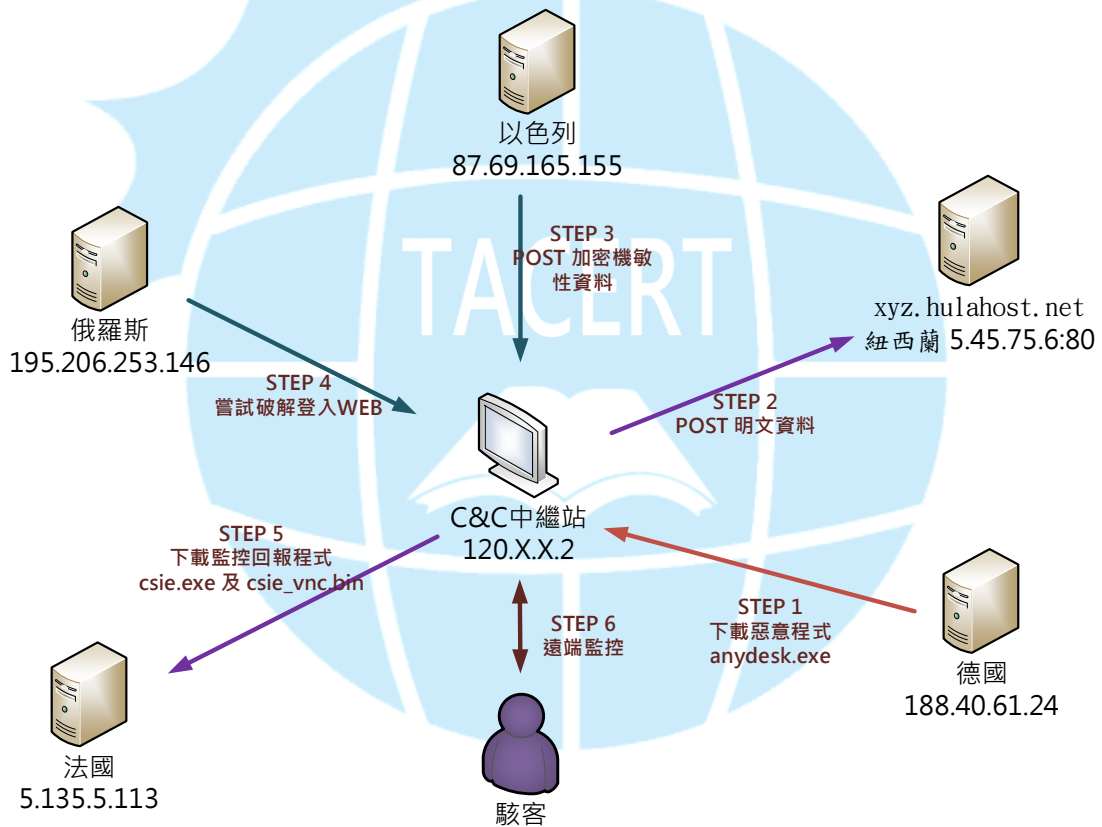 以色列
87.69.165.155
TACERT
STEP 3
POST 加密機敏
性資料
xyz.hulahost.net
紐西蘭 5.45.75.6:80
俄羅斯
195.206.253.146
STEP 4
嘗試破解登入WEB
STEP 2
POST 明文資料
C&C中繼站
120.X.X.2
STEP 5
下載監控回報程式
csie.exe 及 csie_vnc.bin
STEP 6
遠端監控
STEP 1
下載惡意程式
anydesk.exe
德國
188.40.61.24
法國
5.135.5.113
駭客